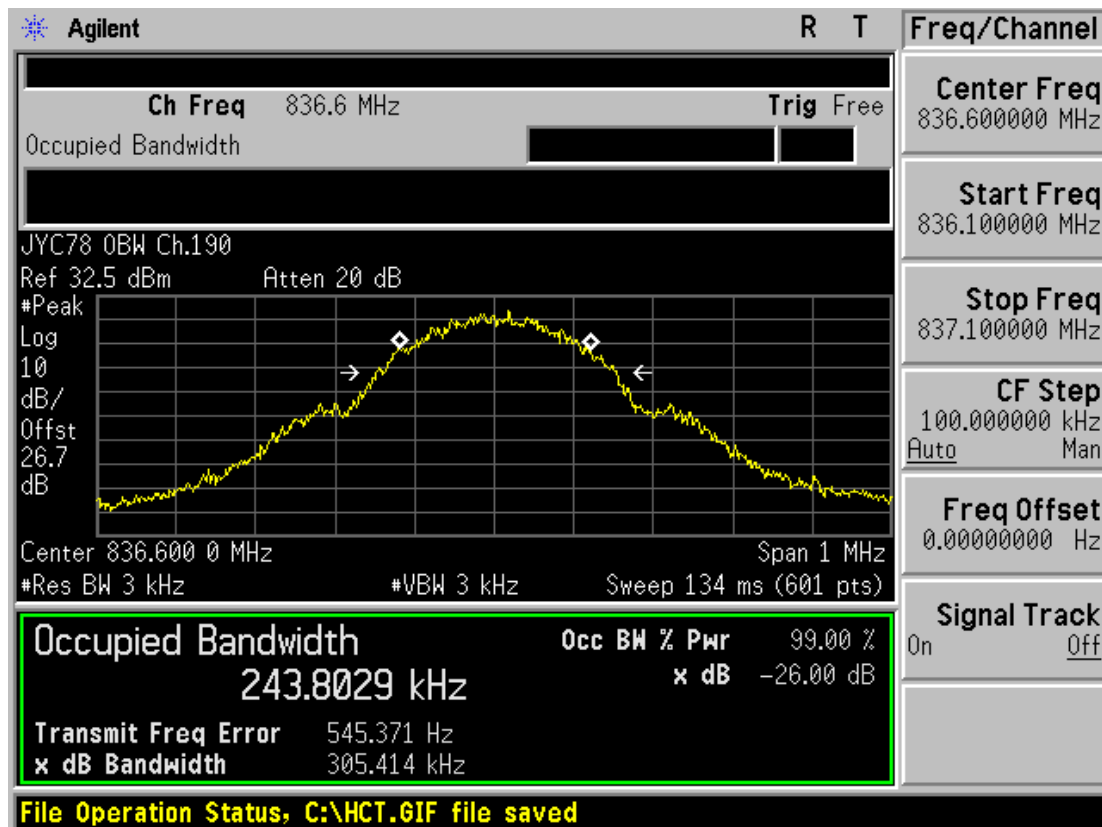 Agilent R T
Ch Freq 836.6 MHz Trig Free
Occupied Bandwidth
JYC78 OBW Ch.190
Ref 32.5 dBm Atten 20 dB
#Peak
Log
10
dB/
Offst
26.7
dB
Center 836.600 0 MHz Span 1 MHz
#Res BW 3 kHz #VBW 3 kHz Sweep 134 ms (601 pts)
Occupied Bandwidth
243.8029 kHz
Occ BW % Pwr 99.00 %
x dB -26.00 dB
Transmit Freq Error 545.371 Hz
x dB Bandwidth 305.414 kHz
File Operation Status, C:\HCT.GIF file saved
Freq/Channel
Center Freq
836.600000 MHz
Start Freq
836.100000 MHz
Stop Freq
837.100000 MHz
CF Step
100.000000 kHz
Auto Man
Freq Offset
0.00000000 Hz
Signal Track
On Off